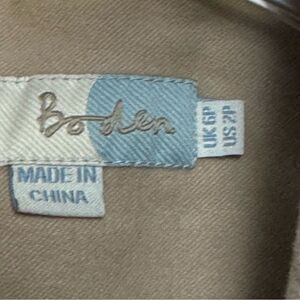 Boden
UK 6P
US 2P
MADE IN
CHINA